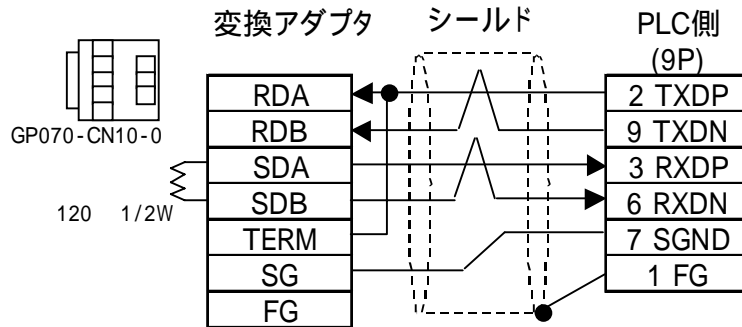 変換アダプタ シールド PLC側
(9P)
GP070-CN10-0
120 1/2W
RDA 2 TXDP
RDB 9 TXDN
SDA 3 RXDP
SDB 6 RXDN
TERM 7 SGND
SG 1 FG
FG